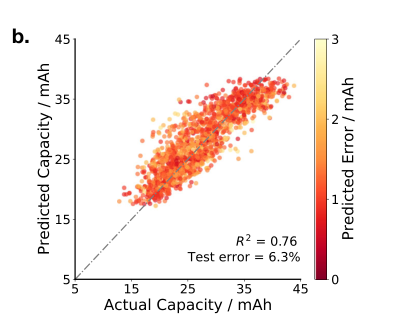 b.
45
35
25
15
5
Predicted Capacity / mAh
5 15 25 35 45
Actual Capacity / mAh
R² = 0.76
Test error = 6.3%
3
2
1
0
Predicted Error / mAh